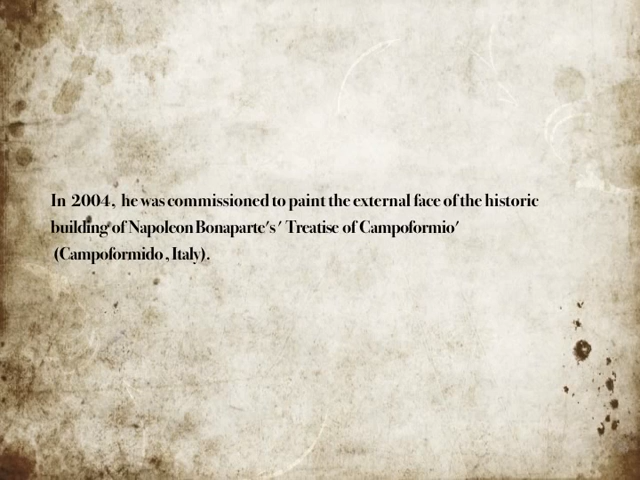 In 2004, he was commissioned to paint the external face of the historic
building of Napoleon Bonaparte's ' Treatise of Campoformio'
(Campoformido , Italy).